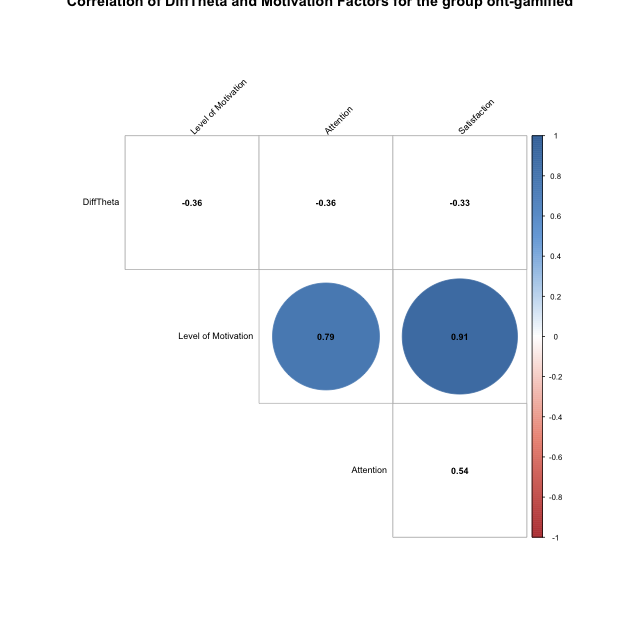 Correlation of DiffTheta and Motivation Factors for the group ont-gamified
Level of Motivation
Attention
Satisfaction
DiffTheta
-0.36
-0.36
-0.33
Level of Motivation
0.79
0.91
Attention
0.54
1
0.8
0.6
0.4
0.2
0
-0.2
-0.4
-0.6
-0.8
-1